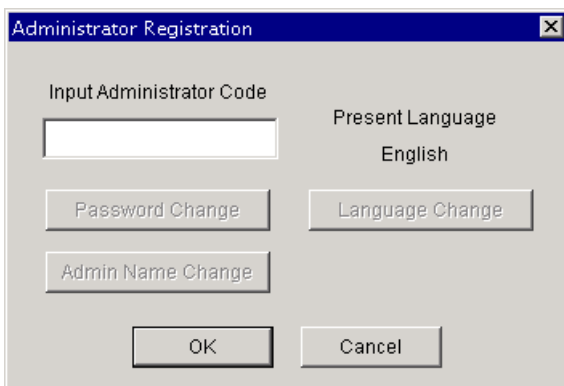 Administrator Registration
Input Administrator Code
Present Language
English
Password Change
Language Change
Admin Name Change
OK
Cancel